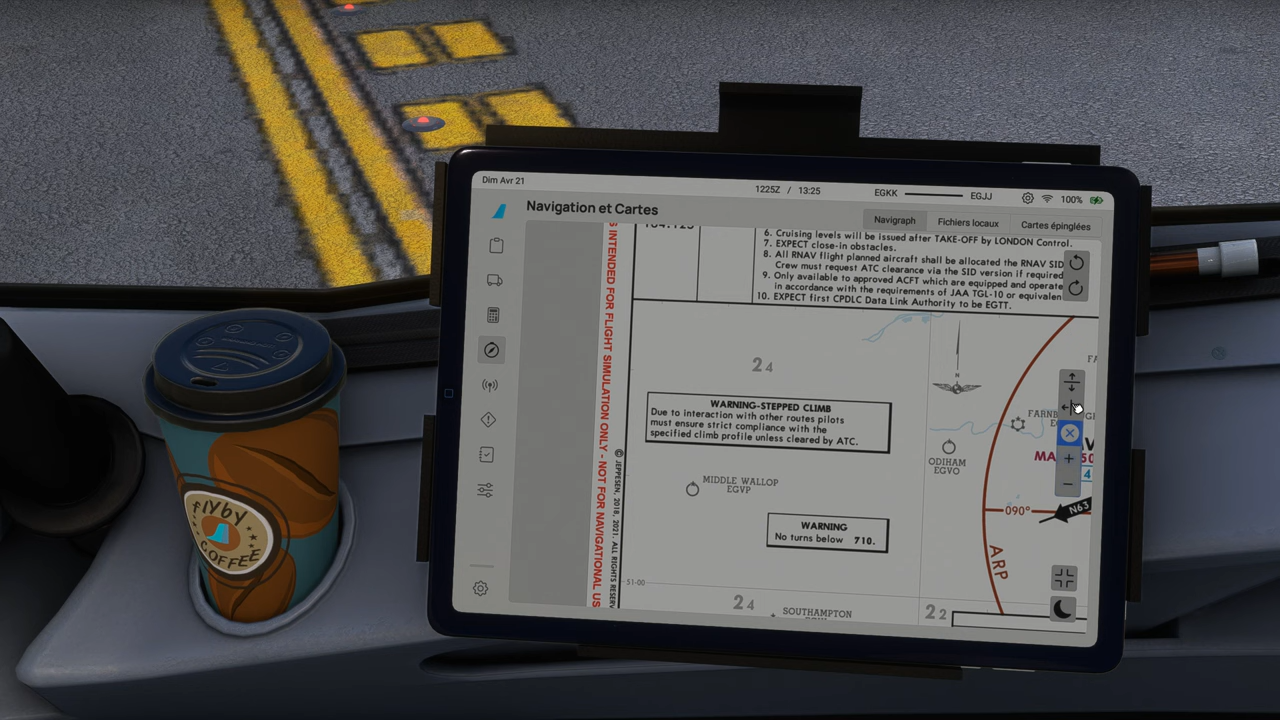 Dim Avr 21
1225Z / 13:25
EGKK
EGJJ
100%
Navigation et Cartes
Navigraph
Fichiers locaux
Cartes épinglées
6. Cruising levels will be issued after TAKE-OFF by LONDON Control.
7. EXPECT close-in obstacles.
8. All RNAV flight planned aircraft shall be allocated the RNAV SID
Crew must request ATC clearance via the SID version if required
9. Only available to approved ACFT which are equipped and operate
in accordance with the requirements of JAA TGL-10 or equivalen
10. EXPECT first CPDLC Data Link Authority to be EGTT.
S INTENDED FOR FLIGHT SIMULATION ONLY - NOT FOR NAVIGATIONAL US
© JEPPESEN, 2018, 2021. ALL RIGHTS RESER
24
N
WARNING-STEPPED CLIMB
Due to interaction with other routes pilots
must ensure strict compliance with the
specified climb profile unless cleared by ATC.
FARNB
ODIHAM
EGVO
MIDDLE WALLOP
EGVP
WARNING
No turns below 710.
090°
N63
ARP
51-00
24
SOUTHAMPTON
22
flyby
COFFEE